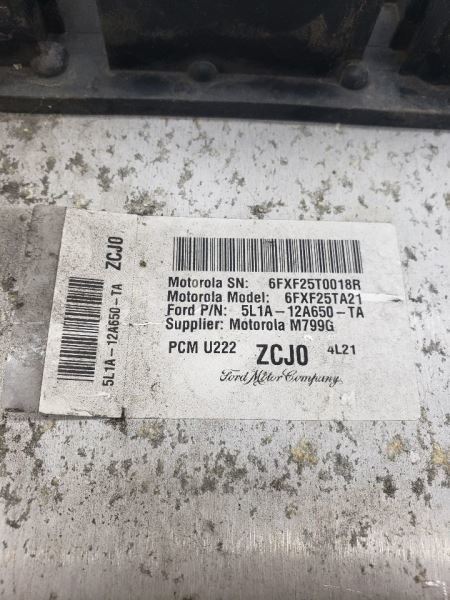 ZCJ0
5L1A-12A650-TA
Motorola SN: 6FXF25T0018R
Motorola Model: 6FXF25TA21
Ford P/N: 5L1A-12A650-TA
Supplier: Motorola M799G
PCM U222 ZCJ0 4L21
Ford Motor Company